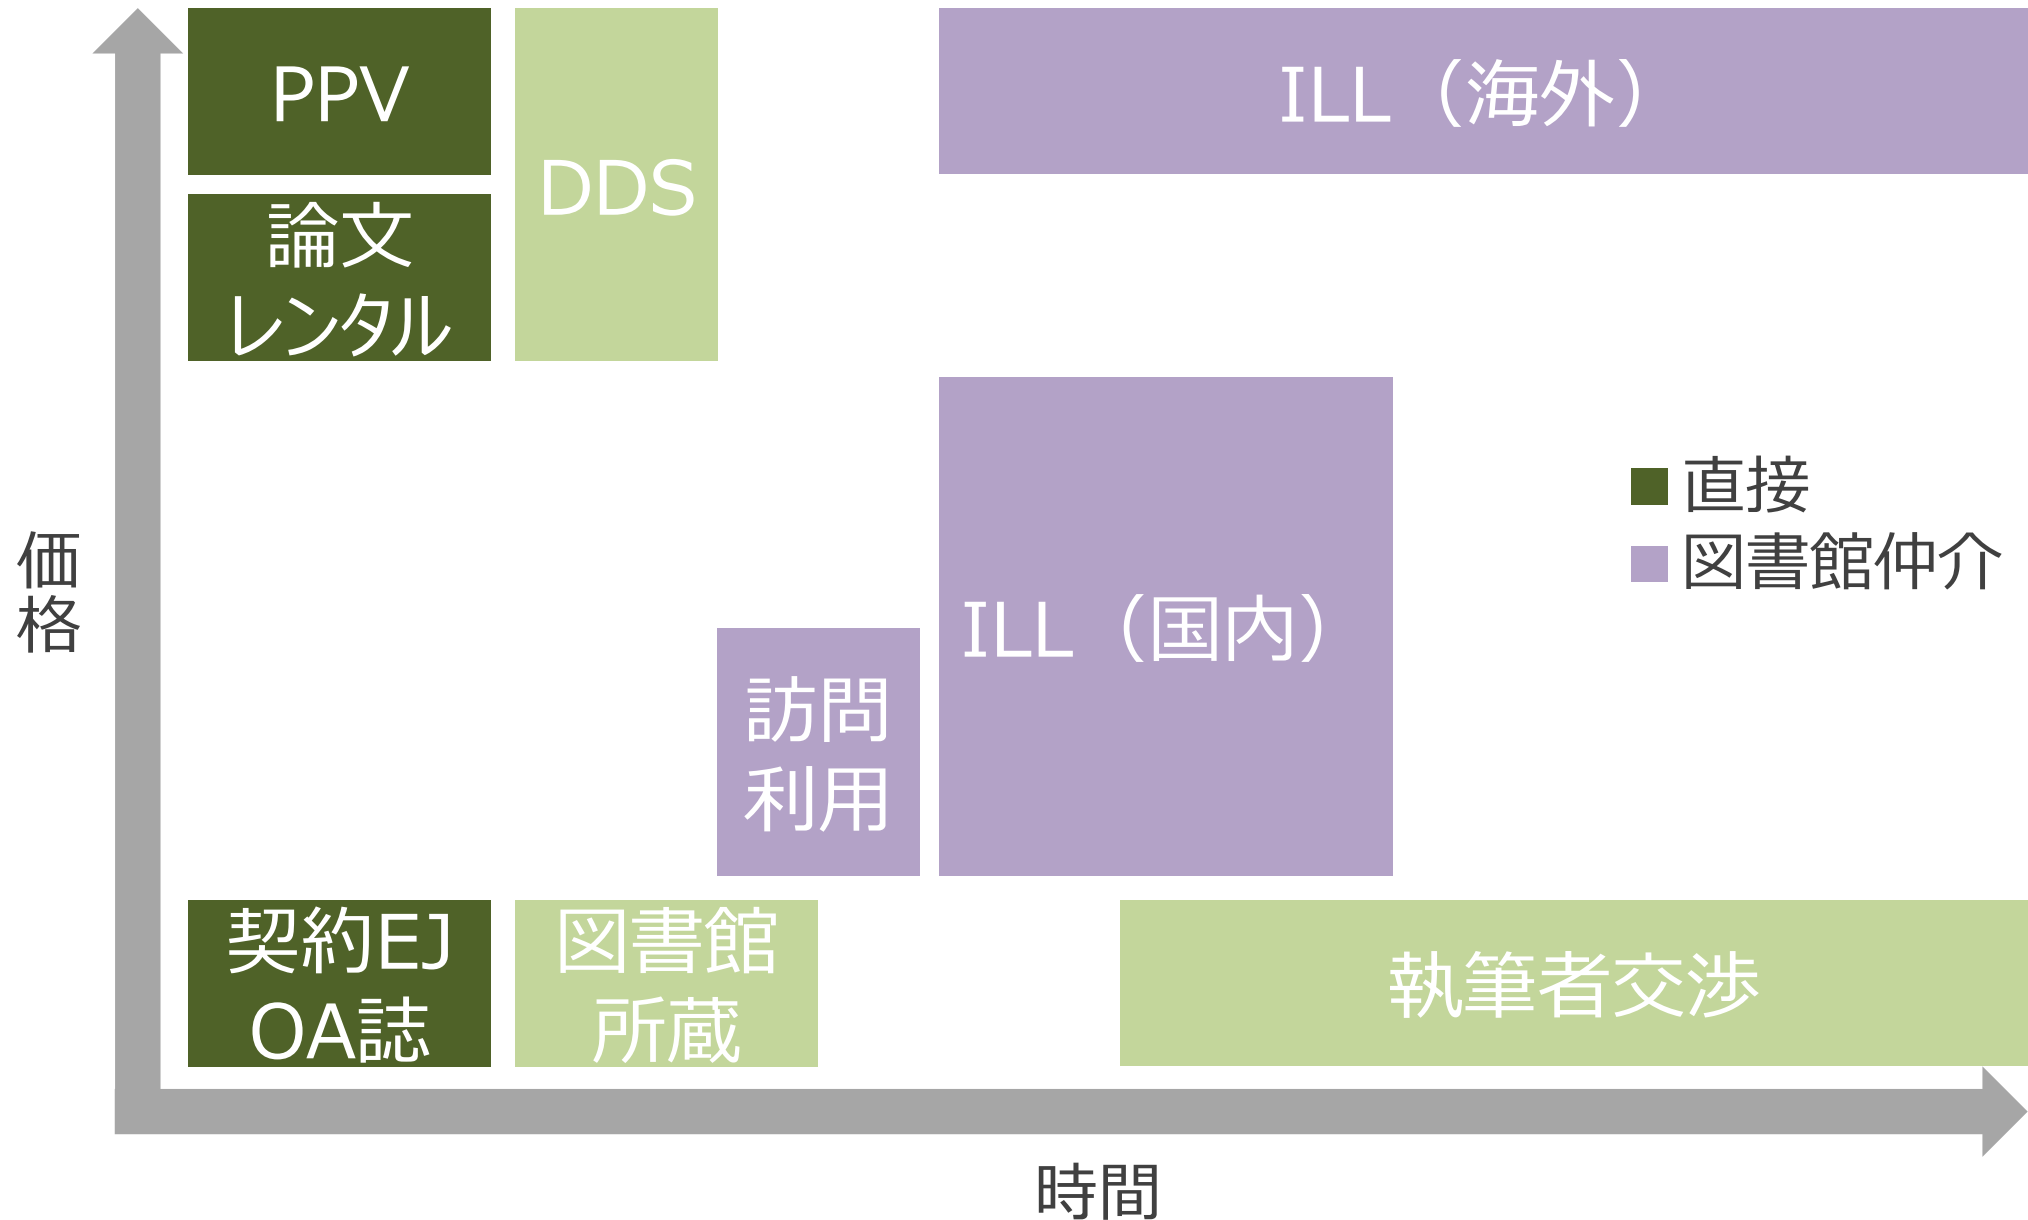 PPV
論文
レンタル
DDS
ILL（海外）
価
格
ILL（国内）
訪問
利用
直接
図書館仲介
契約EJ
OA誌
図書館
所蔵
執筆者交渉
時間